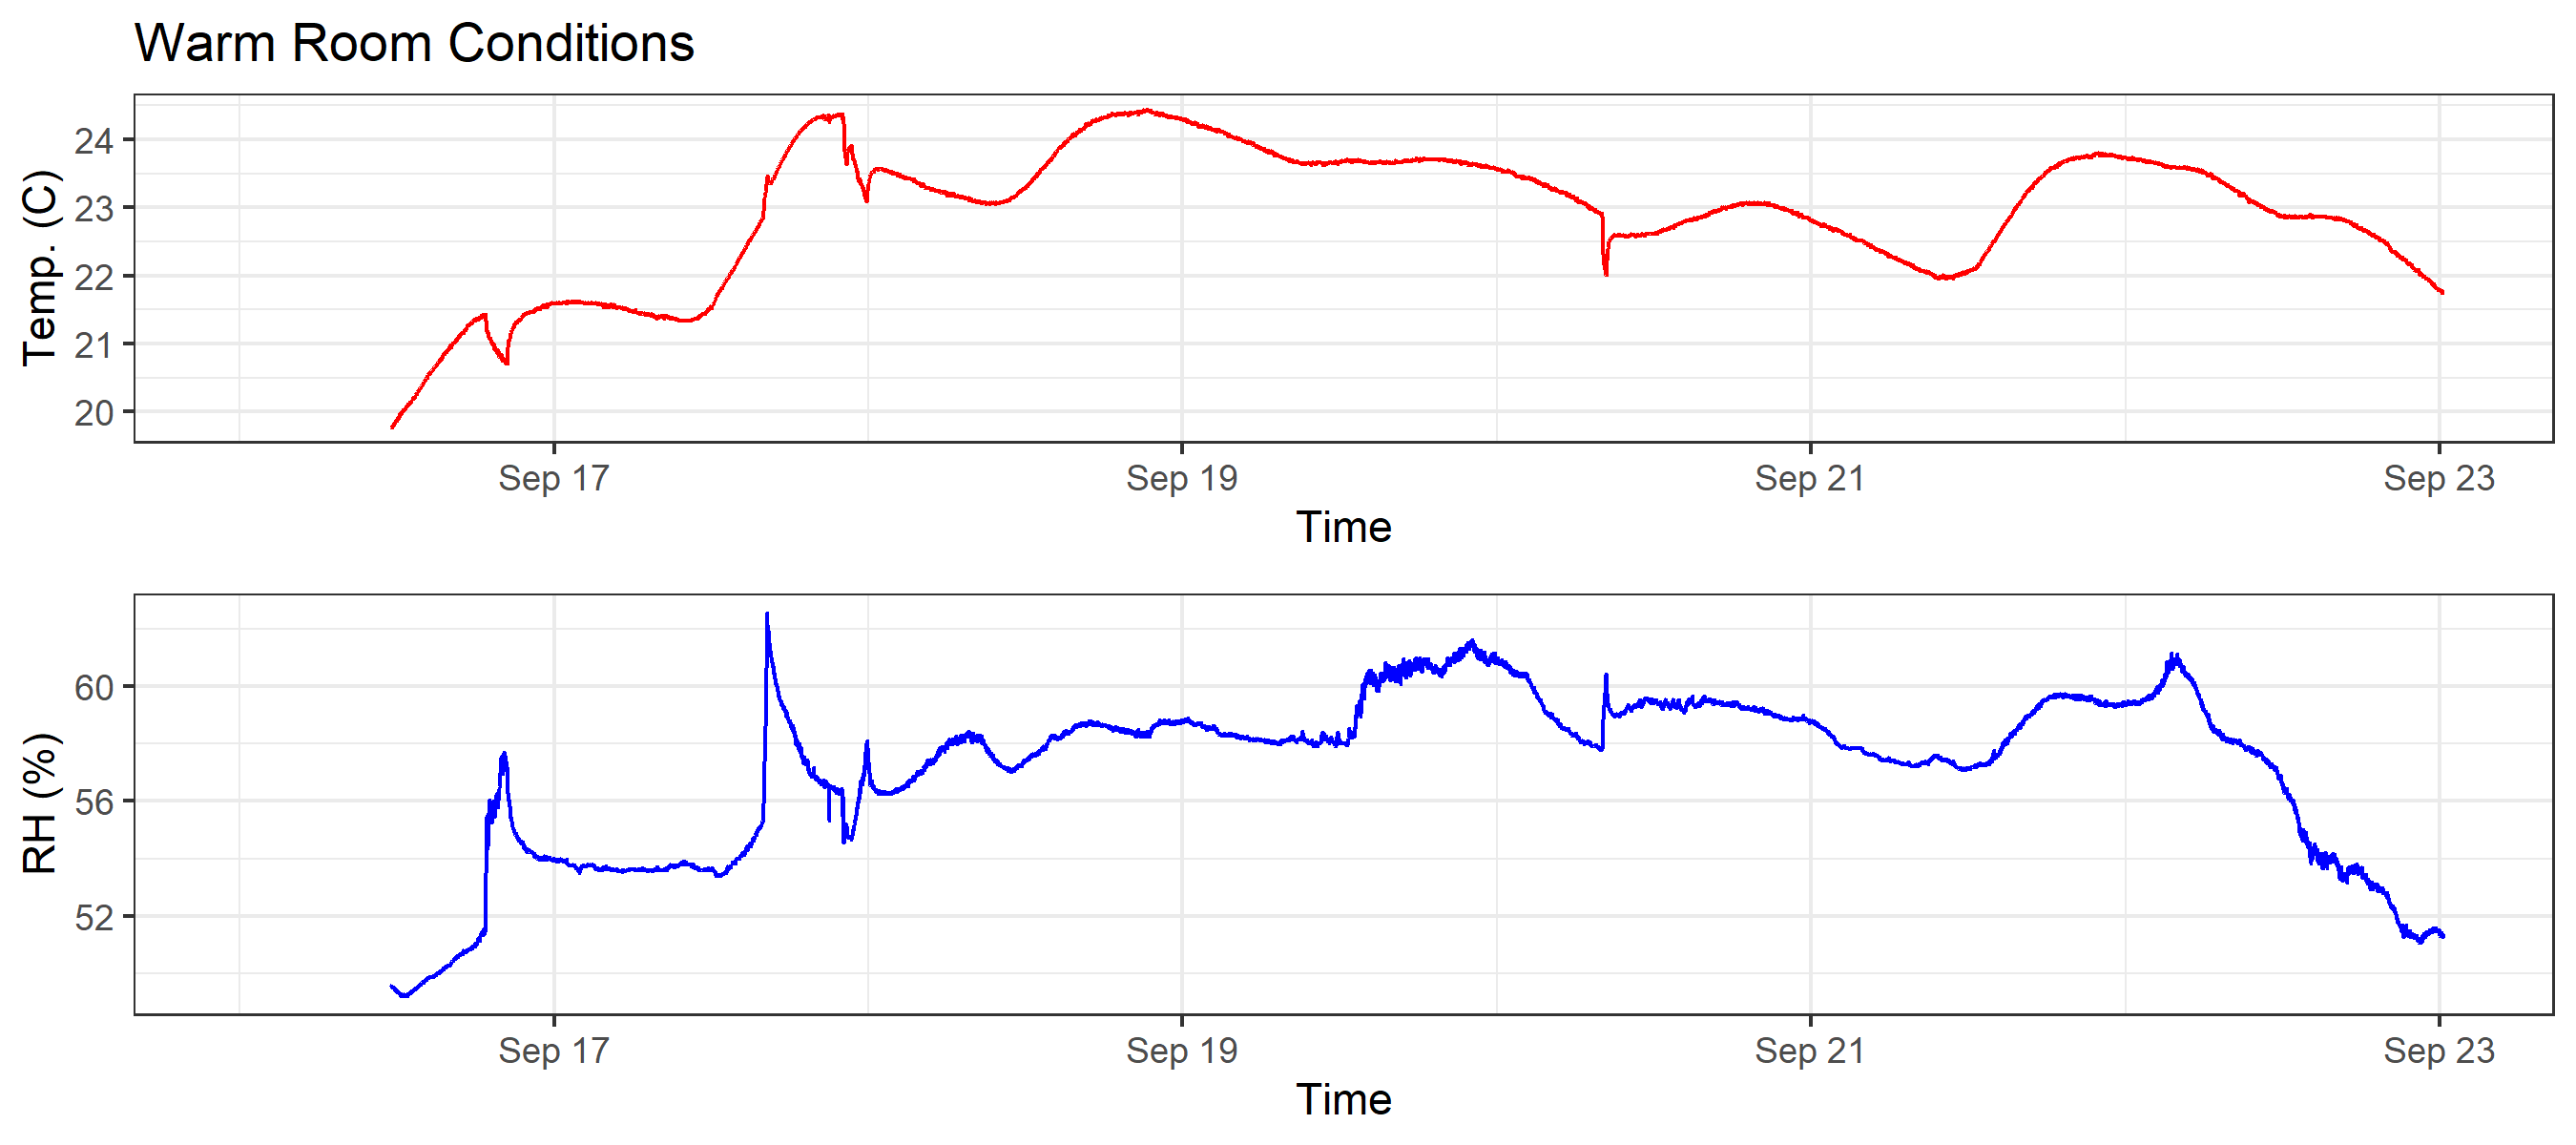 Warm Room Conditions
Temp. (C)
24
23
22
21
20
Sep 17 Sep 19 Sep 21 Sep 23
Time
RH (%)
60
56
52
Sep 17 Sep 19 Sep 21 Sep 23
Time